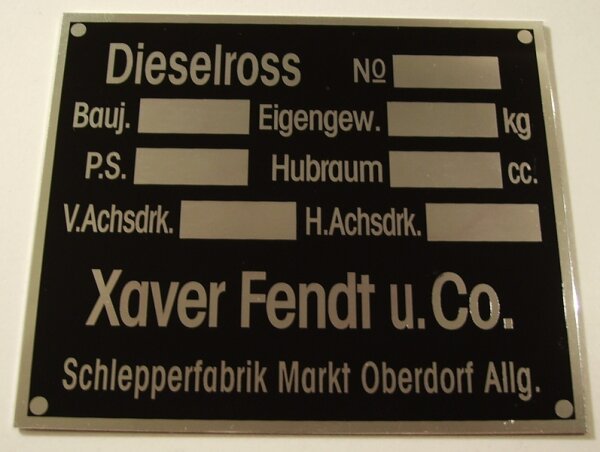 Dieselross Nº
Bauj. Eigengew. kg
P.S. Hubraum cc.
V.Achsdrk. H.Achsdrk.
Xaver Fendt u. Co.
Schlepperfabrik Markt Oberdorf Allg.